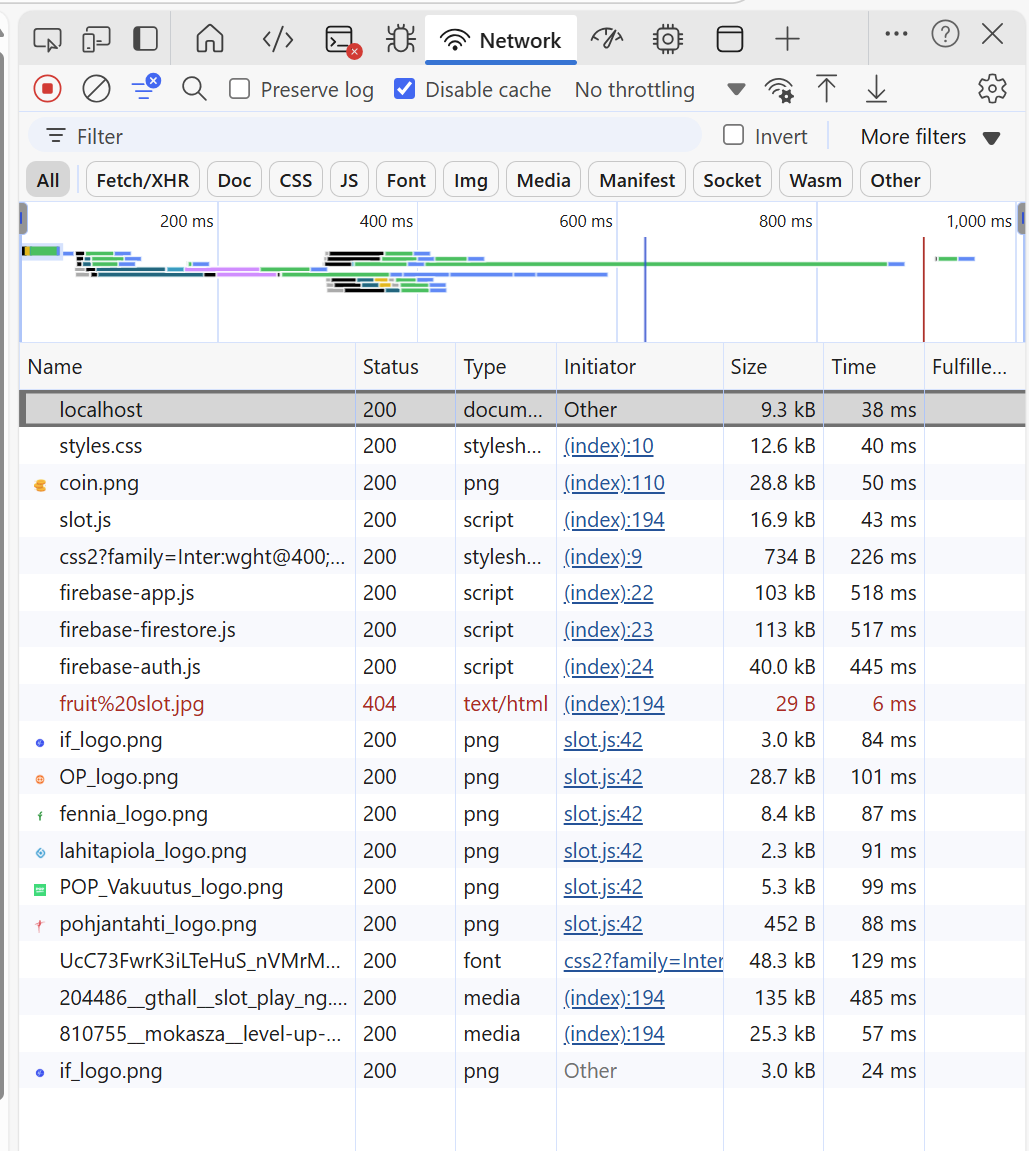 Network
Preserve log Disable cache No throttling
Filter Invert More filters
All Fetch/XHR Doc CSS JS Font Img Media Manifest Socket Wasm Other
200 ms 400 ms 600 ms 800 ms 1,000 ms
Name Status Type Initiator Size Time Fulfille...
localhost 200 docum... Other 9.3 kB 38 ms
styles.css 200 stylesh... (index):10 12.6 kB 40 ms
coin.png 200 png (index):110 28.8 kB 50 ms
slot.js 200 script (index):194 16.9 kB 43 ms
css2?family=Inter:wght@400;... 200 stylesh... (index):9 734 B 226 ms
firebase-app.js 200 script (index):22 103 kB 518 ms
firebase-firestore.js 200 script (index):23 113 kB 517 ms
firebase-auth.js 200 script (index):24 40.0 kB 445 ms
fruit%20slot.jpg 404 text/html (index):194 29 B 6 ms
if_logo.png 200 png slot.js:42 3.0 kB 84 ms
OP_logo.png 200 png slot.js:42 28.7 kB 101 ms
fennia_logo.png 200 png slot.js:42 8.4 kB 87 ms
lahitapiola_logo.png 200 png slot.js:42 2.3 kB 91 ms
POP_Vakuutus_logo.png 200 png slot.js:42 5.3 kB 99 ms
pohjantahti_logo.png 200 png slot.js:42 452 B 88 ms
UcC73FwrK3iLTeHuS_nVMrM... 200 font css2?family=Inter 48.3 kB 129 ms
204486__gthall__slot_play_ng.... 200 media (index):194 135 kB 485 ms
810755__mokasza__level-up-... 200 media (index):194 25.3 kB 57 ms
if_logo.png 200 png Other 3.0 kB 24 ms